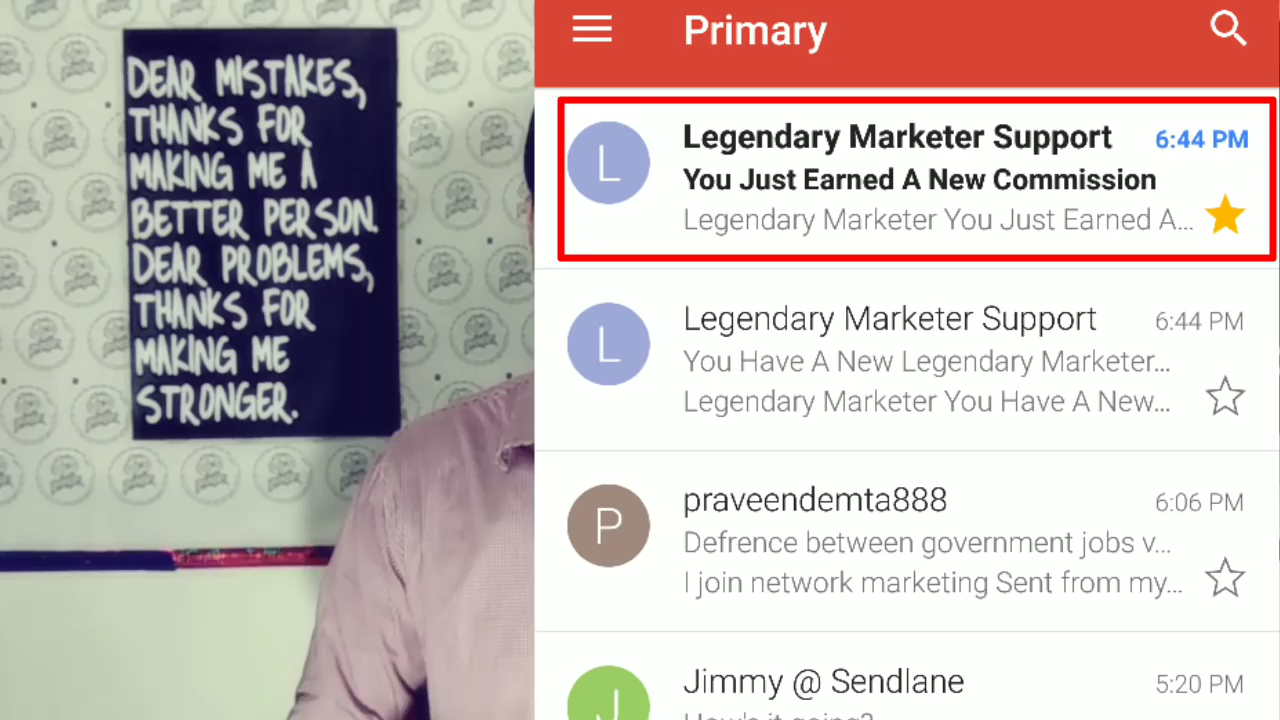 DEAR MISTAKES,
THANKS FOR
MAKING ME A
BETTER PERSON.
DEAR PROBLEMS,
THANKS FOR
MAKING ME
STRONGER.
Primary
L
Legendary Marketer Support 6:44 PM
You Just Earned A New Commission
Legendary Marketer You Just Earned A...
L
Legendary Marketer Support 6:44 PM
You Have A New Legendary Marketer...
Legendary Marketer You Have A New...
P
praveendemta888 6:06 PM
Defrence between government jobs v...
I join network marketing Sent from my...
J
Jimmy @ Sendlane 5:20 PM
How's it going?